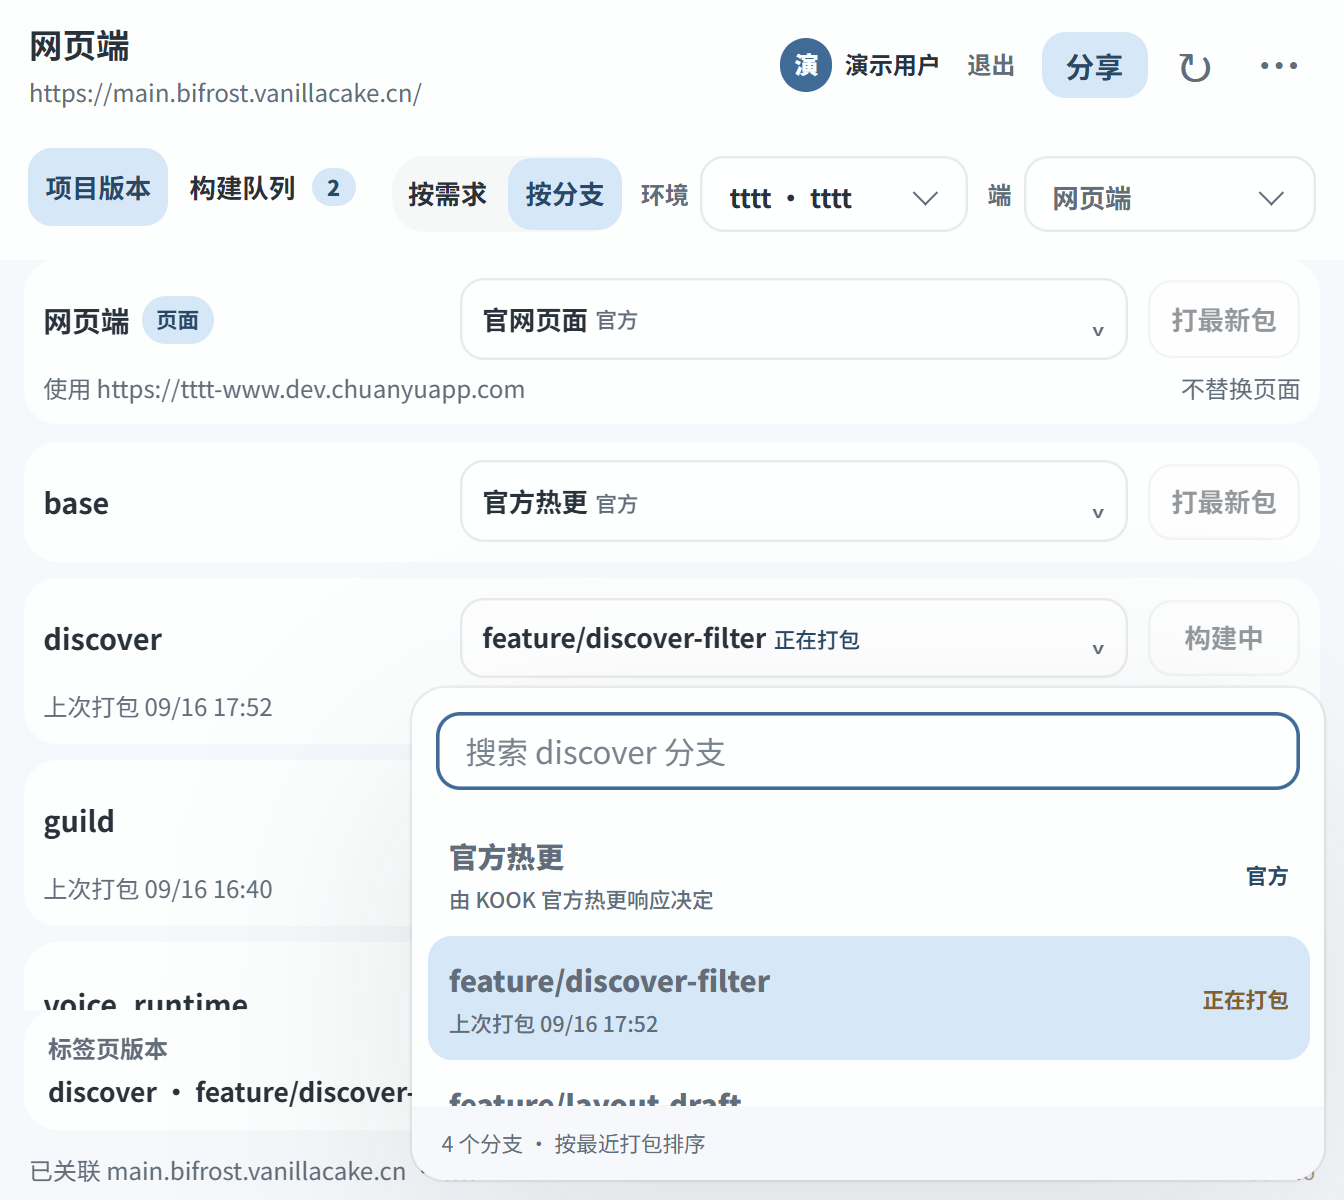 网页端
https://main.bifrost.vanillacake.cn/
演 演示用户 退出 分享
项目版本 构建队列 2 按需求 按分支 环境 tttt · tttt 端 网页端
网页端 页面 官网页面 官方 打最新包
使用 https://tttt-www.dev.chuanyuapp.com 不替换页面
base 官方热更 官方 打最新包
discover feature/discover-filter 正在打包 构建中
上次打包 09/16 17:52
搜索 discover 分支
guild
官方热更 官方
由 KOOK 官方热更响应决定
上次打包 09/16 16:40
feature/discover-filter 正在打包
上次打包 09/16 17:52
voice_runtime
标签页版本
discover · feature/discover-
feature/layout-draft
4 个分支 · 按最近打包排序
已关联 main.bifrost.vanillacake.cn